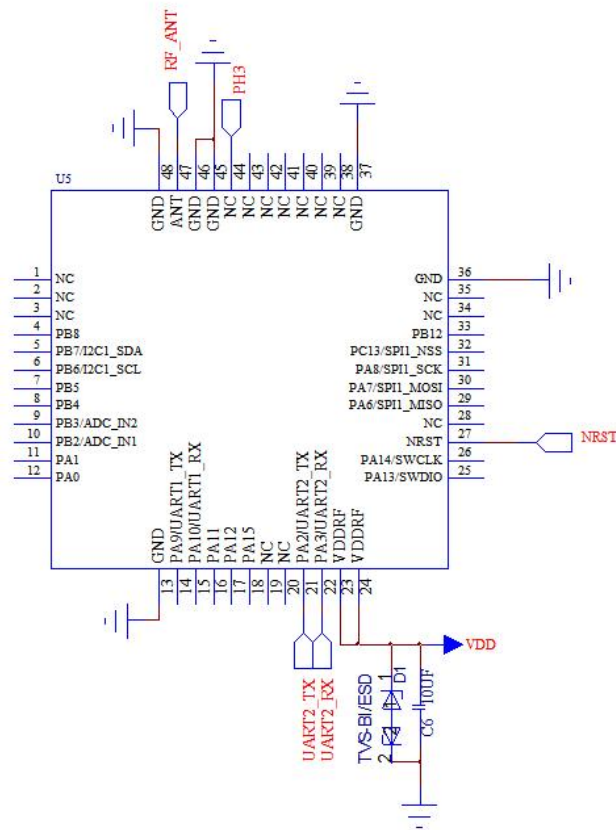 RF_ANT
PH3
U5
48 47 46 45 44 43 42 41 40 39 38 37
GND ANT GND GND NC NC NC NC NC NC NC GND
1 NC
2 NC
3 NC
4 PB8
5 PB7/I2C1_SDA
6 PB6/I2C1_SCL
7 PB5
8 PB4
9 PB3/ADC_IN2
10 PB2/ADC_IN1
11 PA1
12 PA0
GND 36
NC 35
NC 34
PB12 33
PC13/SPI1_NSS 32
PA8/SPI1_SCK 31
PA7/SPI1_MOSI 30
PA6/SPI1_MISO 29
NC 28
NRST 27
NRST
PA14/SWCLK 26
PA13/SWDIO 25
GND PA9/UART1_TX PA10/UART1_RX PA11 PA12 PA15 NC NC PA2/UART2_TX PA3/UART2_RX VDDRF VDDRF
13 14 15 16 17 18 19 20 21 22 23 24
UART2_TX
UART2_RX
VDD
TVS-BI/ESD
2
1
D1
C6 10UF